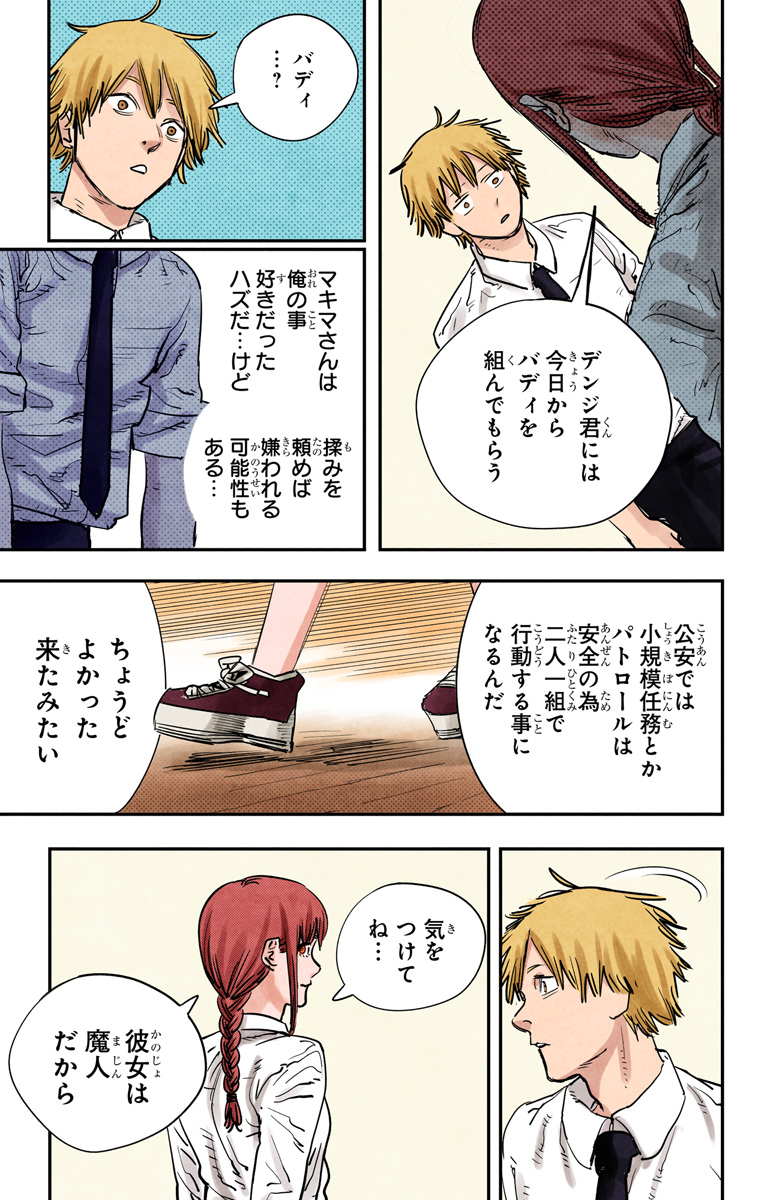 デンジ君には
今日から
バディを
組んでもらう
バディ
…?
マキマさんは
俺の事
好きだった
ハズだ…けど
揉みを
頼めば
嫌われる
可能性も
ある…
公安では
小規模任務とか
パトロールは
安全の為
二人一組で
行動する事に
なるんだ
ちょうど
よかった
来たみたい
気を
つけて
ね…
彼女は
魔人
だから